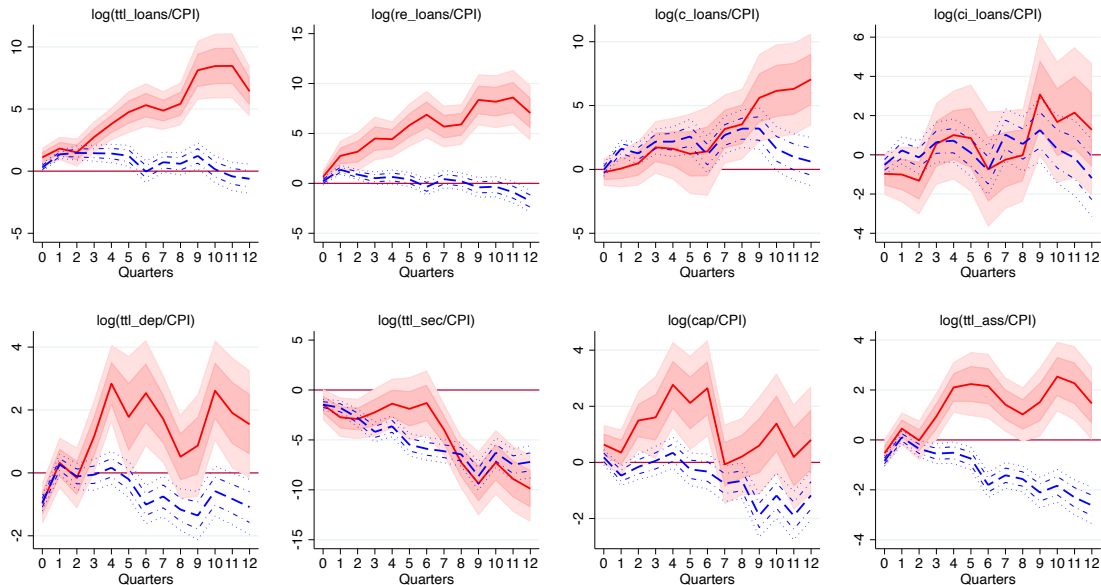 log(ttl_loans/CPI)
log(re_loans/CPI)
log(c_loans/CPI)
log(ci_loans/CPI)
10
5
0
-5
0 1 2 3 4 5 6 7 8 9 10 11 12
Quarters
15
10
5
0
-5
0 1 2 3 4 5 6 7 8 9 10 11 12
Quarters
10
5
0
-5
0 1 2 3 4 5 6 7 8 9 10 11 12
Quarters
6
4
2
0
-2
-4
0 1 2 3 4 5 6 7 8 9 10 11 12
Quarters
log(ttl_dep/CPI)
log(ttl_sec/CPI)
log(cap/CPI)
log(ttl_ass/CPI)
4
2
0
-2
0 1 2 3 4 5 6 7 8 9 10 11 12
Quarters
5
0
-5
-10
-15
0 1 2 3 4 5 6 7 8 9 10 11 12
Quarters
4
2
0
-2
0 1 2 3 4 5 6 7 8 9 10 11 12
Quarters
4
2
0
-2
-4
0 1 2 3 4 5 6 7 8 9 10 11 12
Quarters